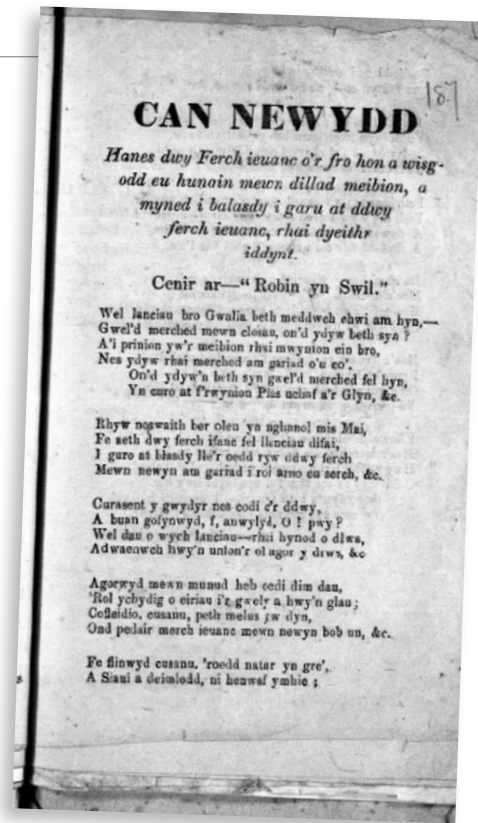 187
CAN NEWYDD
Hanes dwy Ferch ieuanc o'r fro hon a wisg-
odd eu hunain mewn dillad meibion, a
myned i balasdy i garu at ddwy
ferch ieuanc, rhai dyeithr
iddynt.
Cenir ar—"Robin yn Swil."
Wel lanciau bro Gwalia beth meddwch chwi am hyn,—
Gwel'd merched mewn closau, on'd ydyw beth syn ?
A'i prinion yw'r meibion rhai mwynion ein bro,
Nes ydyw rhai merched am gariad o'u co'.
On'd ydyw'n beth syn gwel'd merched fel hyn,
Yn curo at f'rwynion Plas uchaf a'r Glyn, &c.
Rhyw noswaith ber oleu yn nghanol mis Mai,
Fe aeth dwy ferch ifanc fel llanciau difai,
I guro at blasdy lle'r oedd ryw ddwy ferch
Mewn newyn am gariad i roi arno eu serch, &c.
Curasent y gwydyr nes codi e'r ddwy,
A buan gofynwyd, f, anwylyd, O ! pwy ?
Wel dau o wych lanciau—rhai hynod o dlws,
Adwaenwch hwy'n union'r ol agor y drws, &c
Agorwyd mewn munud heb oedi dim dau,
'Rol ychydig o eiriau i'r gwely a hwy'n glau ;
Cofleidio, cusanu, peth melus yw dyn,
Ond pedair merch ieuanc mewn newyn bob un, &c.
Fe flinwyd cusanu, 'roedd natur yn gre',
A Siani a deimlodd, ni henwaf ymhle ;